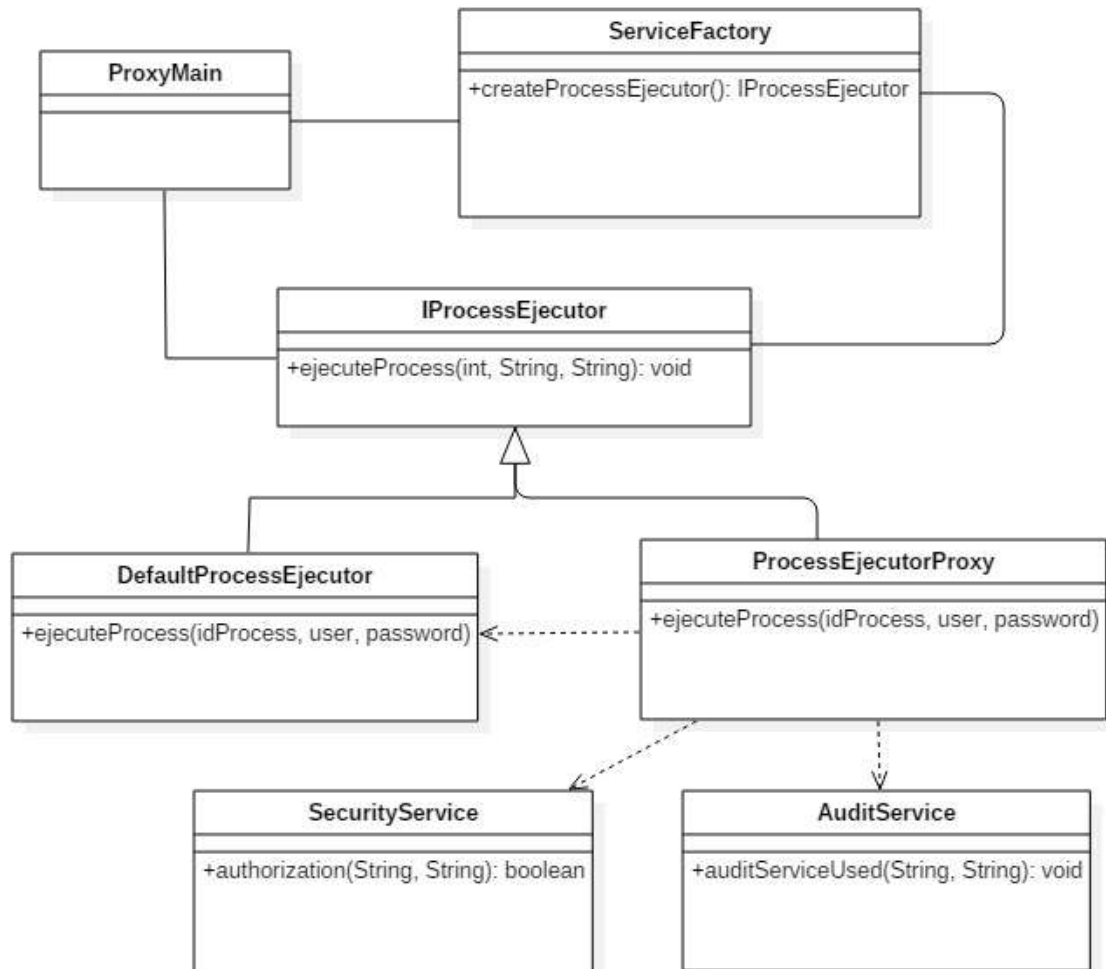 ServiceFactory
+createProcessEjecutor(): IProcessEjecutor
ProxyMain
IProcessEjecutor
+ejecuteProcess(int, String, String): void
DefaultProcessEjecutor
+ejecuteProcess(idProcess, user, password)
ProcessEjecutorProxy
+ejecuteProcess(idProcess, user, password)
SecurityService
+authorization(String, String): boolean
AuditService
+auditServiceUsed(String, String): void